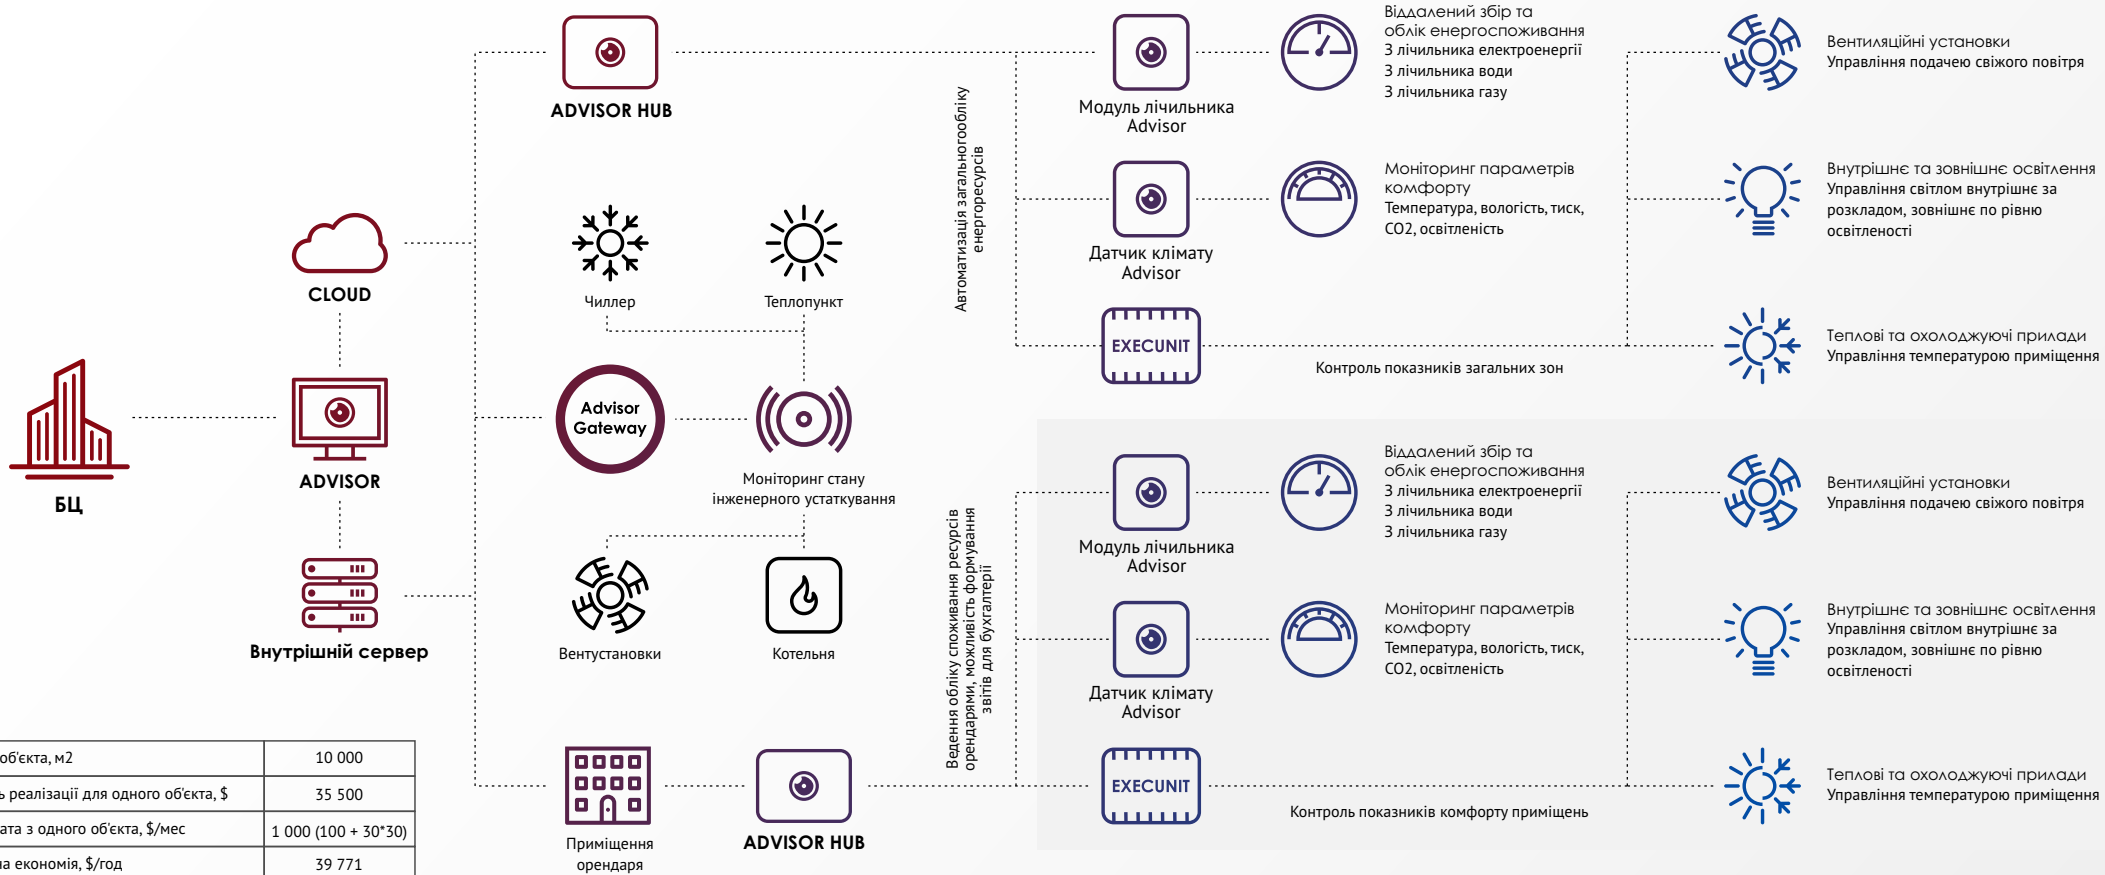 БЦ
CLOUD
ADVISOR
Внутрішній сервер
об'єкта, м2
10 000
реалізації для одного об'єкта, $
35 500
з одного об'єкта, $/мес
1 000 (100 + 30*30)
економія, $/год
39 771
ADVISOR HUB
Чиллер
Теплопункт
Advisor
Gateway
Моніторинг стану
інженерного устаткування
Вентустановки
Котельня
Приміщення
орендаря
ADVISOR HUB
Автоматизація загальногообліку
енергоресурсів
Модуль лічильника
Advisor
Віддалений збір та
облік енергоспоживання
З лічильника електроенергії
З лічильника води
З лічильника газу
Датчик клімату
Advisor
Моніторинг параметрів
комфорту
Температура, вологість, тиск,
СО2, освітленість
EXECUNIT
Контроль показників загальних зон
Вентиляційні установки
Управління подачею свіжого повітря
Внутрішнє та зовнішнє освітлення
Управління світлом внутрішнє за
розкладом, зовнішнє по рівню
освітленості
Теплові та охолоджуючі прилади
Управління температурою приміщення
Ведення обліку споживання ресурсів
орендарями, можливість формування
звітів для бухгалтерії
Модуль лічильника
Advisor
Віддалений збір та
облік енергоспоживання
З лічильника електроенергії
З лічильника води
З лічильника газу
Датчик клімату
Advisor
Моніторинг параметрів
комфорту
Температура, вологість, тиск,
СО2, освітленість
EXECUNIT
Контроль показників комфорту приміщень
Вентиляційні установки
Управління подачею свіжого повітря
Внутрішнє та зовнішнє освітлення
Управління світлом внутрішнє за
розкладом, зовнішнє по рівню
освітленості
Теплові та охолоджуючі прилади
Управління температурою приміщення